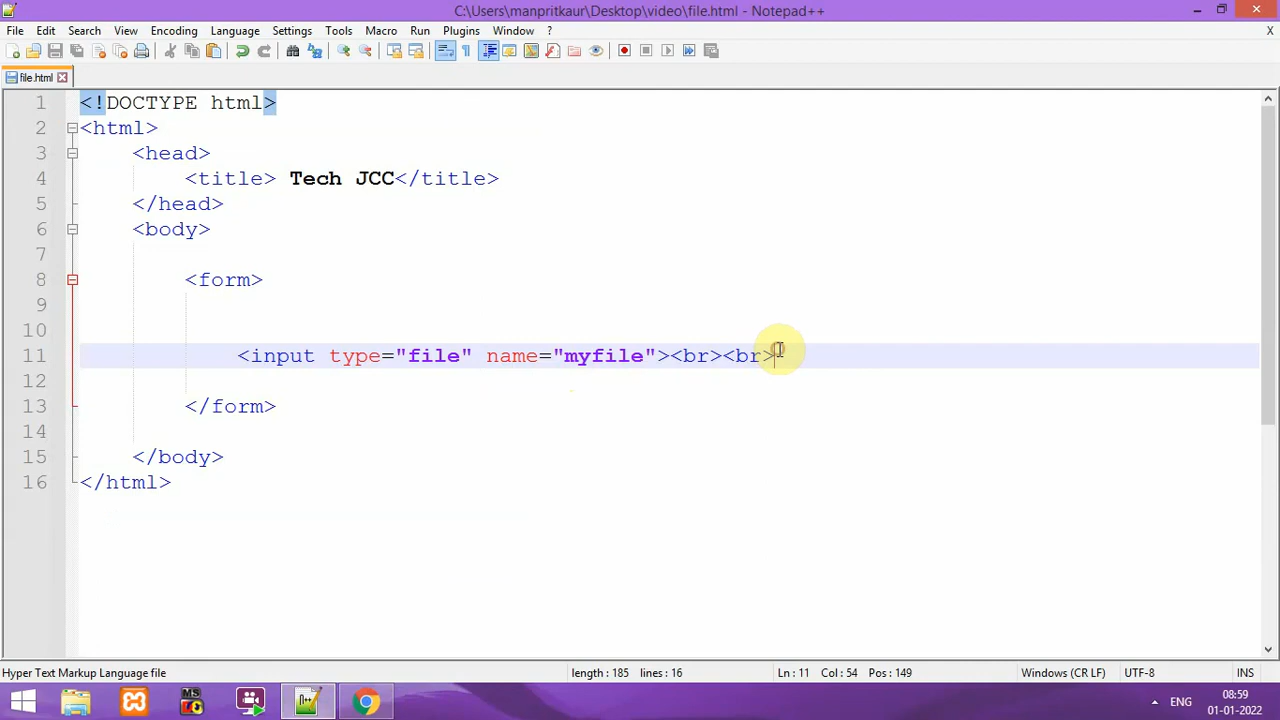 C:\Users\manpritkaur\Desktop\video\file.html - Notepad++
File Edit Search View Encoding Language Settings Tools Macro Run Plugins Window ? X
file.html
1 <!DOCTYPE html>
2 <html>
3 <head>
4 <title> Tech JCC</title>
5 </head>
6 <body>
7
8 <form>
9
10
11 <input type="file" name="myfile"><br><br>
12
13 </form>
14
15 </body>
16 </html>
Hyper Text Markup Language file length : 185 lines : 16 Ln : 11 Col : 54 Pos : 149 Windows (CR LF) UTF-8 INS
MS
N++
ENG
08:59
01-01-2022